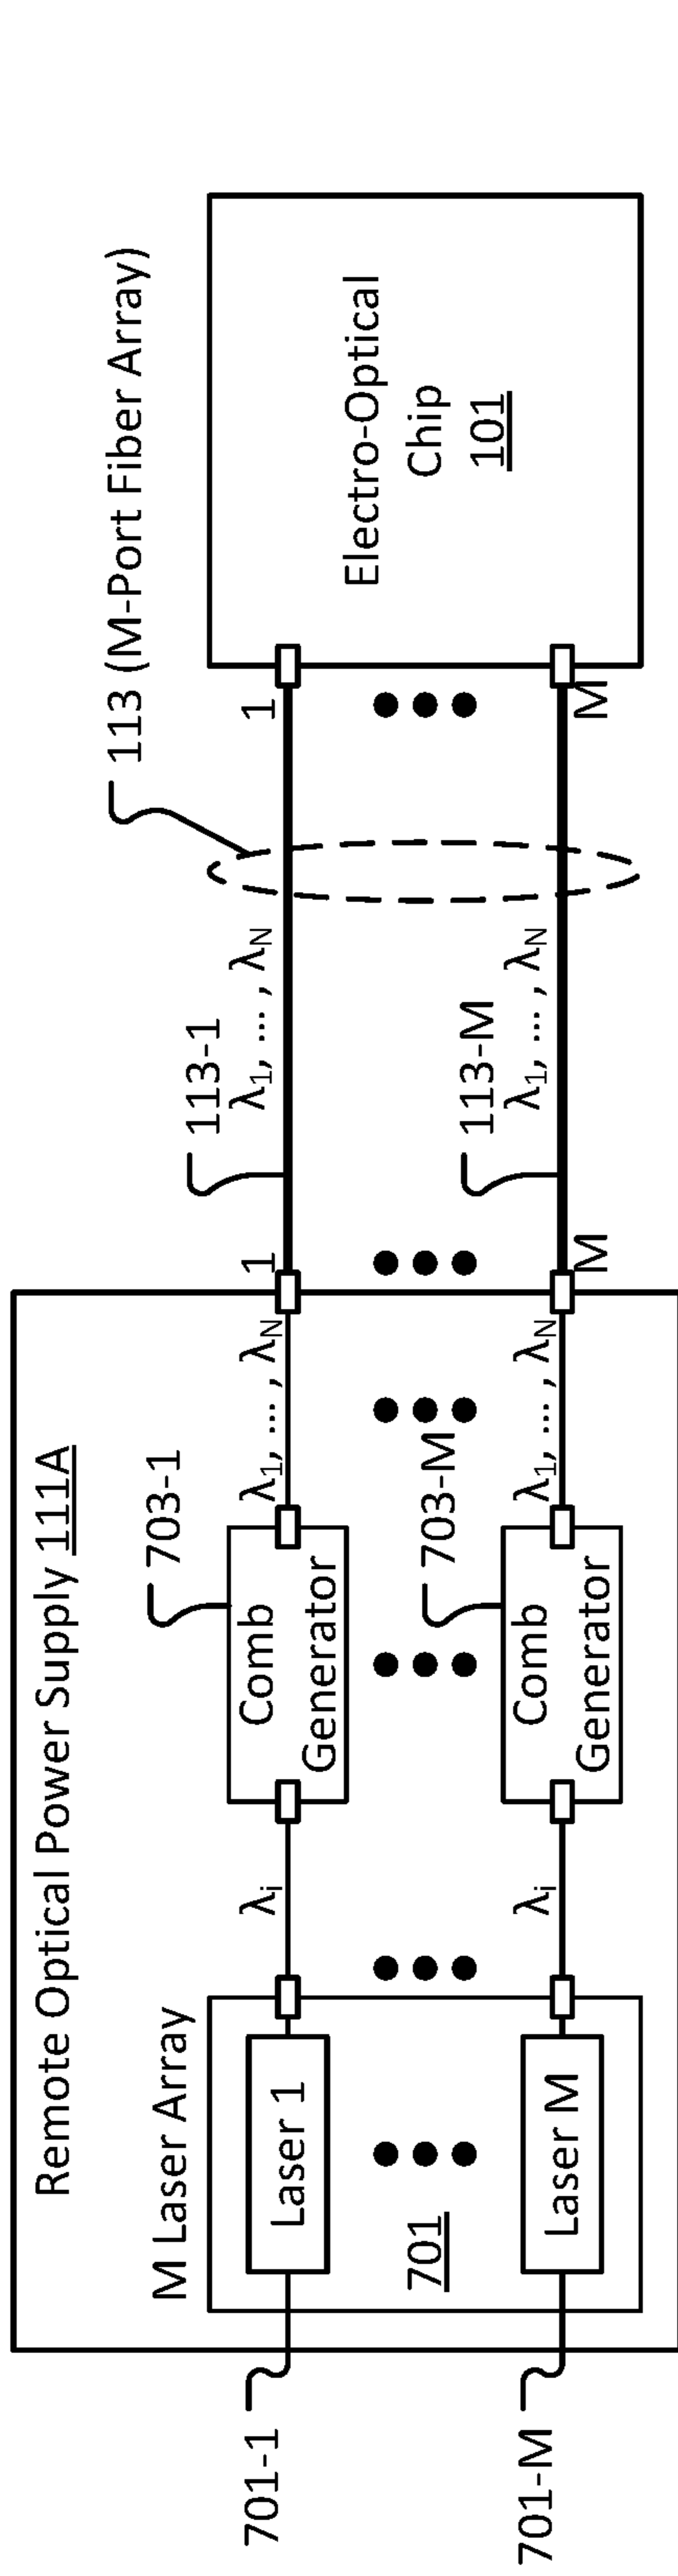 Remote Optical Power Supply 111A
M Laser Array
701-1
Laser 1
λi
703-1
Comb
Generator
λ1, ... , λN
1
113-1
λ1, ... , λN
113 (M-Port Fiber Array)
1
701
701-M
Laser M
λi
703-M
Comb
Generator
λ1, ... , λN
M
113-M
λ1, ... , λN
M
Electro-Optical
Chip
101